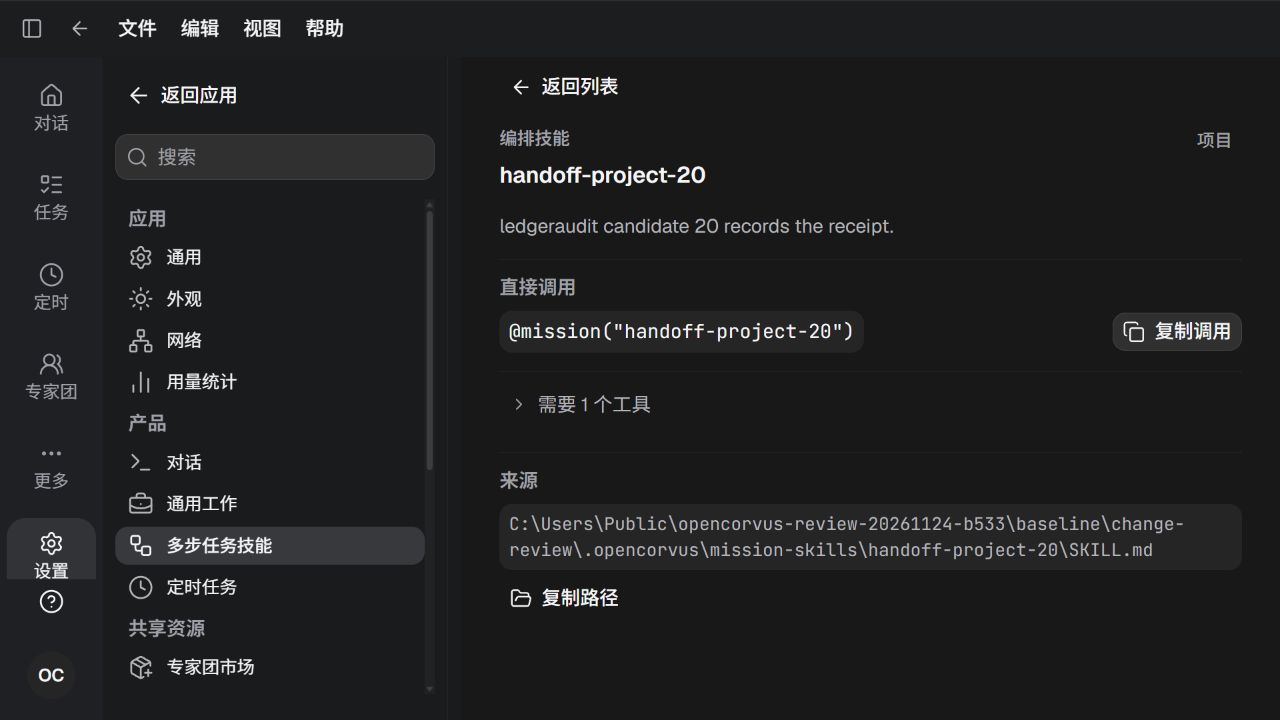 文件 编辑 视图 帮助
对话
任务
定时
专家团
更多
设置
OC
返回应用
搜索
应用
通用
外观
网络
用量统计
产品
对话
通用工作
多步任务技能
定时任务
共享资源
专家团市场
返回列表
编排技能
项目
handoff-project-20
ledgeraudit candidate 20 records the receipt.
直接调用
@mission("handoff-project-20")
复制调用
需要 1 个工具
来源
C:\Users\Public\opencorvus-review-20261124-b533\baseline\change-
review\.opencorvus\mission-skills\handoff-project-20\SKILL.md
复制路径